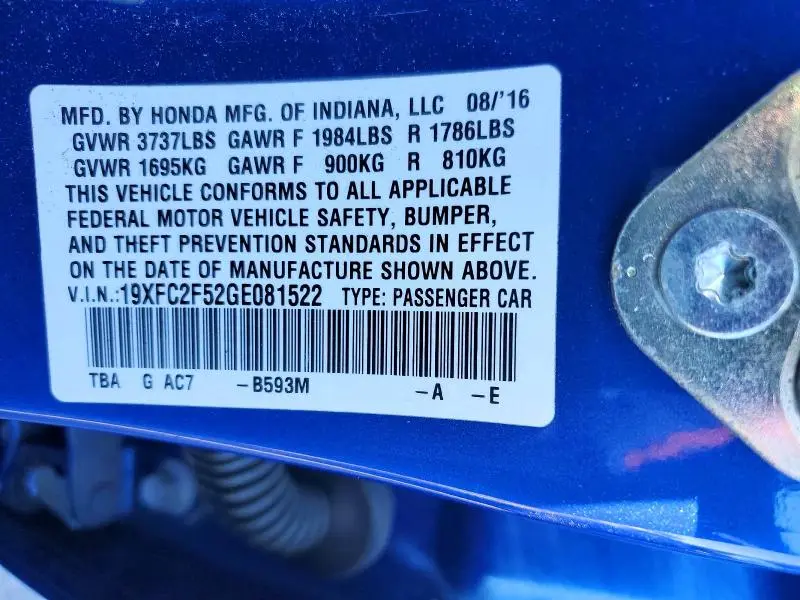 MFD. BY HONDA MFG. OF INDIANA, LLC 08/'16
GVWR 3737LBS GAWR F 1984LBS R 1786LBS
GVWR 1695KG GAWR F 900KG R 810KG
THIS VEHICLE CONFORMS TO ALL APPLICABLE
FEDERAL MOTOR VEHICLE SAFETY, BUMPER,
AND THEFT PREVENTION STANDARDS IN EFFECT
ON THE DATE OF MANUFACTURE SHOWN ABOVE.
V.I.N.:19XFC2F52GE081522 TYPE: PASSENGER CAR
TBA G AC7 -B593M -A -E